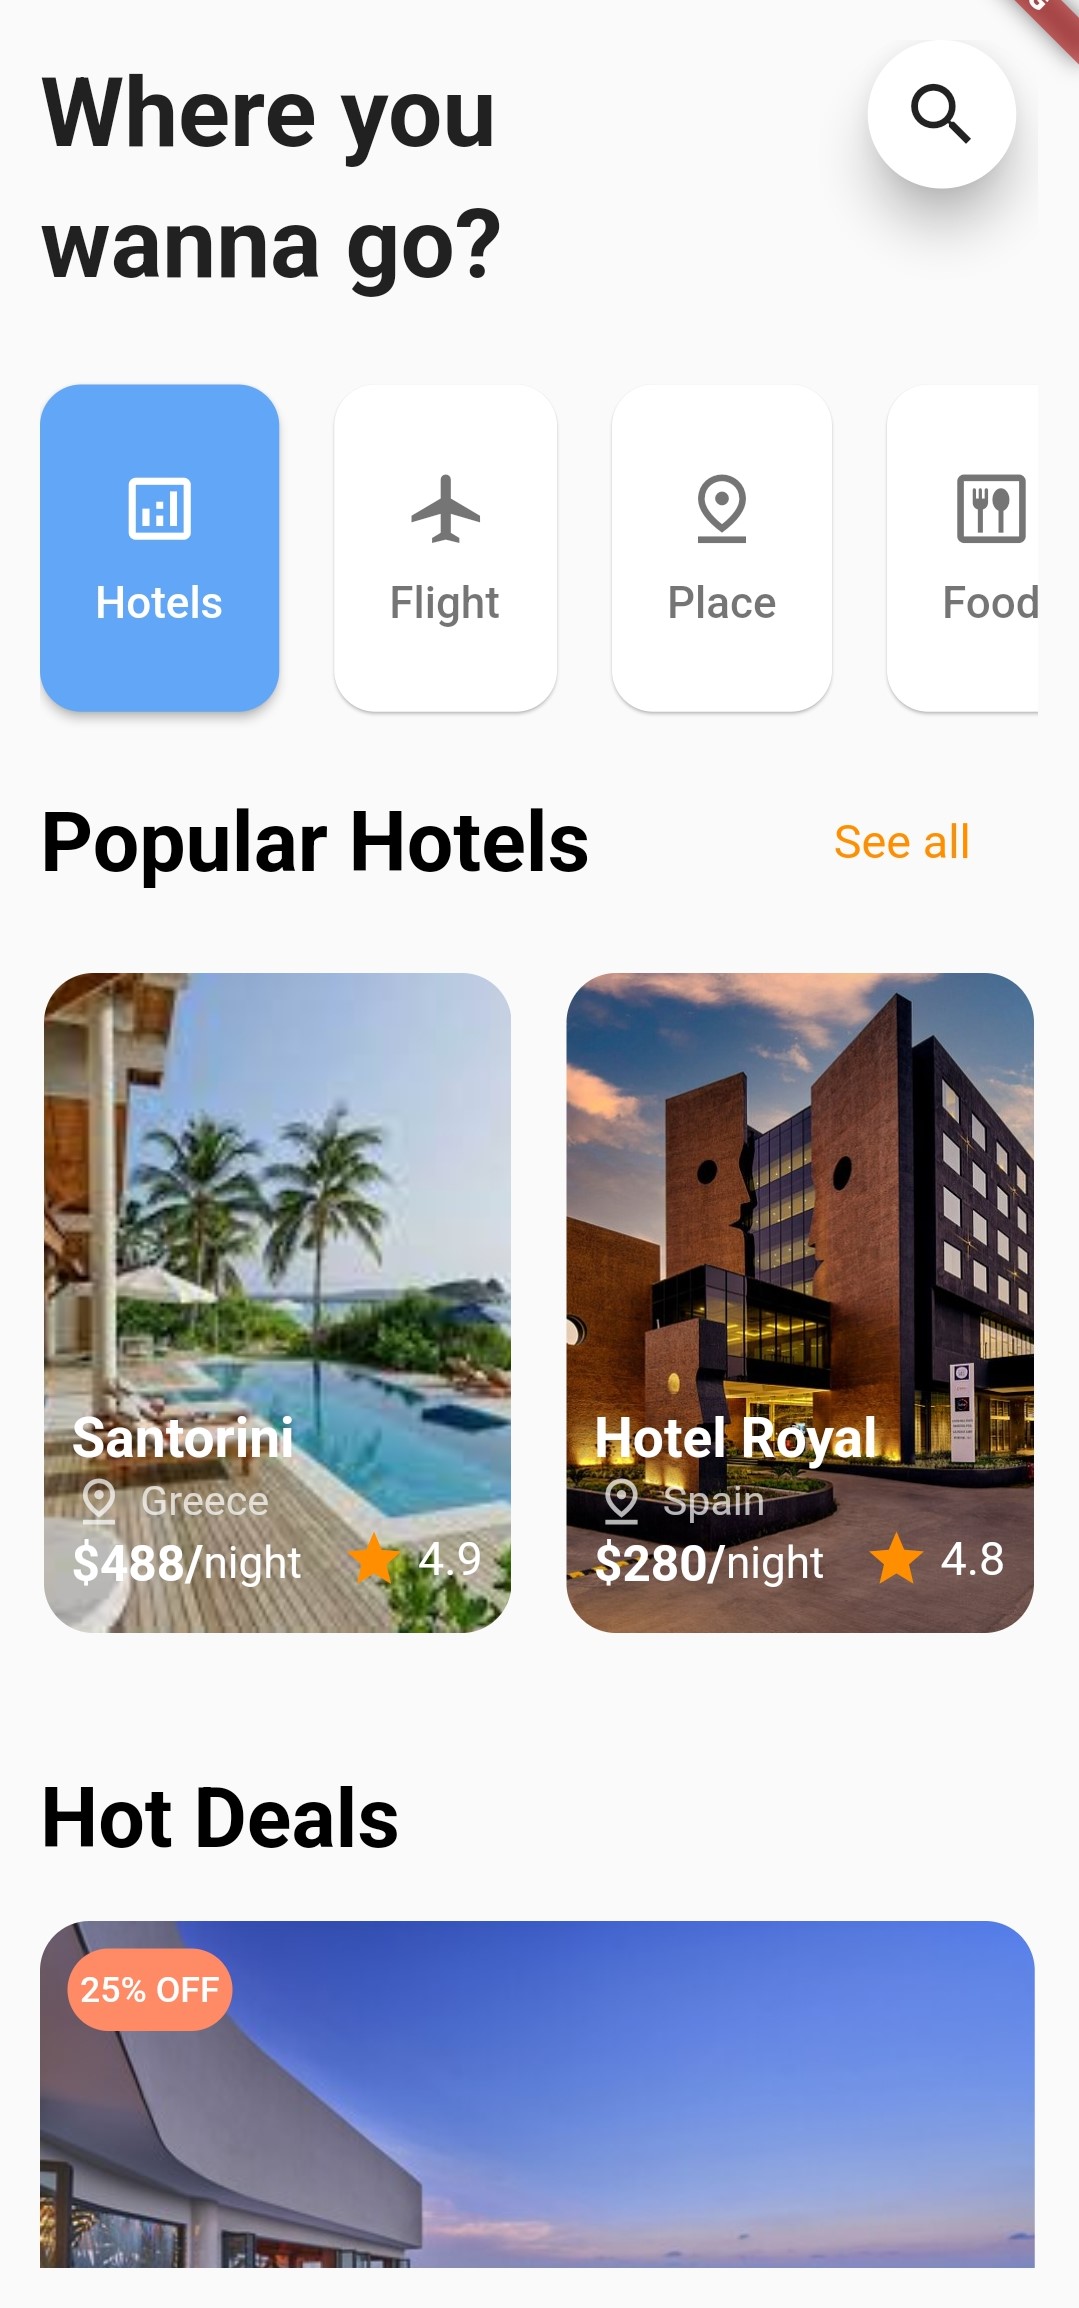 Where you
wanna go?
Hotels
Flight
Place
Food
Popular Hotels
See all
Santorini
Greece
$488/night
4.9
Hotel Royal
Spain
$280/night
4.8
Hot Deals
25% OFF